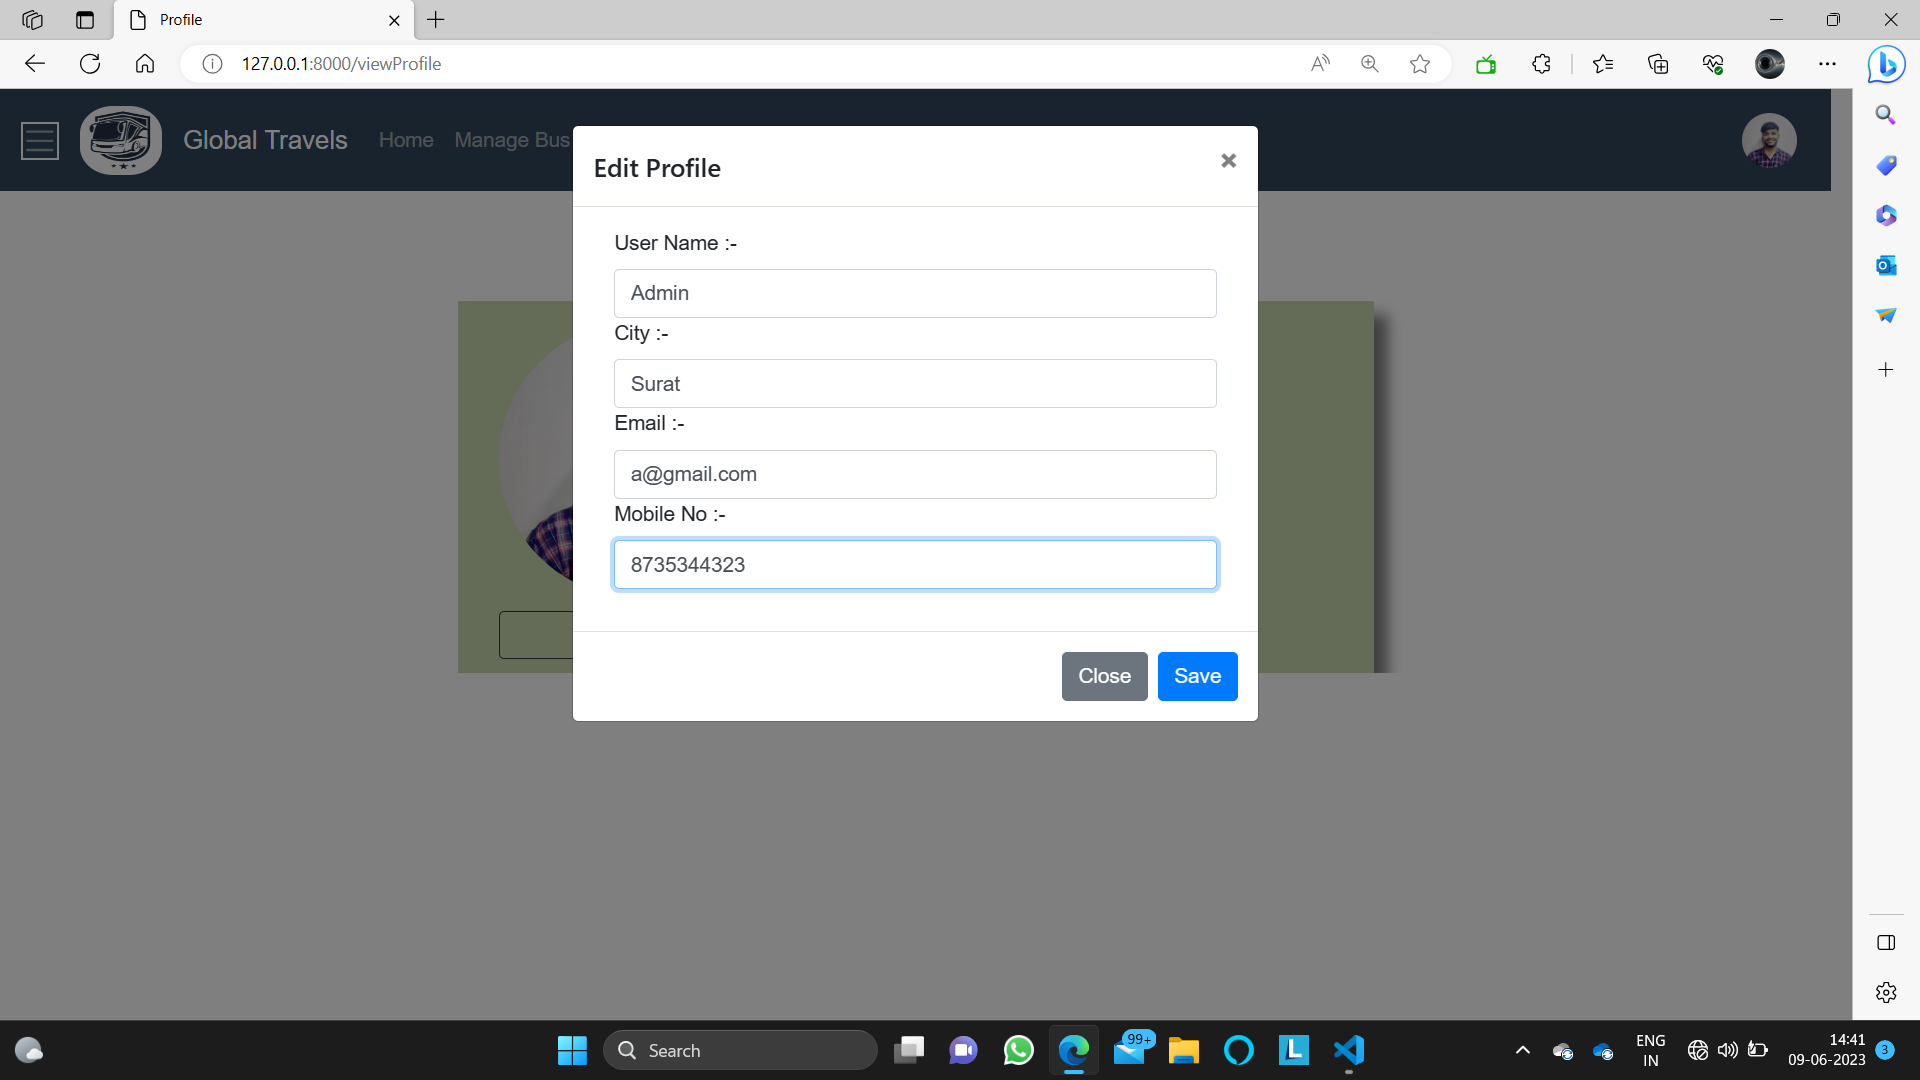 Profile
127.0.0.1:8000/viewProfile
Global Travels Home Manage Bus
Edit Profile
User Name :-
Admin
City :-
Surat
Email :-
a@gmail.com
Mobile No :-
8735344323
Close Save
Search
99+
ENG
IN
14:41
09-06-2023
3